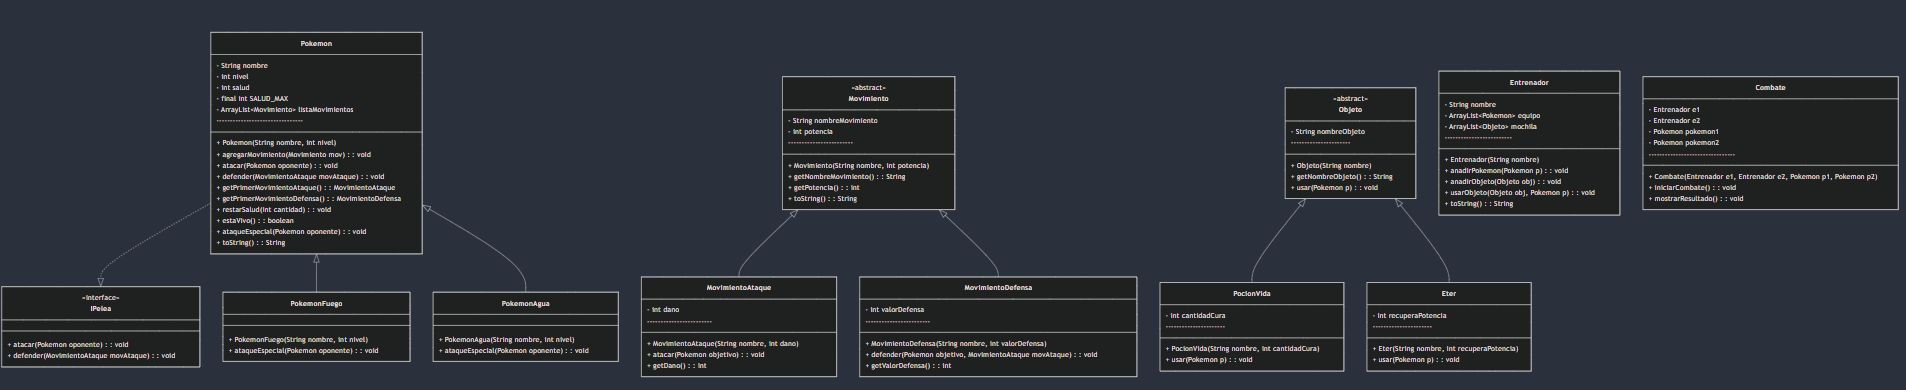 Pokemon
- String nombre
- int nivel
- int salud
- final int SALUD_MAX
- ArrayList<Movimiento> listaMovimientos
--------------------------------
+ Pokemon(String nombre, int nivel)
+ agregarMovimiento(Movimiento mov) : : void
+ atacar(Pokemon oponente) : : void
+ defender(MovimientoAtaque movAtaque) : : void
+ getPrimerMovimientoAtaque() : : MovimientoAtaque
+ getPrimerMovimientoDefensa() : : MovimientoDefensa
+ restarSalud(int cantidad) : : void
+ estaVivo() : : boolean
+ ataqueEspecial(Pokemon oponente) : : void
+ toString() : : String
«interface»
IPelea
+ atacar(Pokemon oponente) : : void
+ defender(MovimientoAtaque movAtaque) : : void
PokemonFuego
+ PokemonFuego(String nombre, int nivel)
+ ataqueEspecial(Pokemon oponente) : : void
PokemonAgua
+ PokemonAgua(String nombre, int nivel)
+ ataqueEspecial(Pokemon oponente) : : void
«abstract»
Movimiento
- String nombreMovimiento
- int potencia
------------------------
+ Movimiento(String nombre, int potencia)
+ getNombreMovimiento() : : String
+ getPotencia() : : int
+ toString() : : String
MovimientoAtaque
- int dano
------------------------
+ MovimientoAtaque(String nombre, int dano)
+ atacar(Pokemon objetivo) : : void
+ getDano() : : int
MovimientoDefensa
- int valorDefensa
------------------------
+ MovimientoDefensa(String nombre, int valorDefensa)
+ defender(Pokemon objetivo, MovimientoAtaque movAtaque) : : void
+ getValorDefensa() : : int
«abstract»
Objeto
- String nombreObjeto
----------------------
+ Objeto(String nombre)
+ getNombreObjeto() : : String
+ usar(Pokemon p) : : void
PocionVida
- int cantidadCura
----------------------
+ PocionVida(String nombre, int cantidadCura)
+ usar(Pokemon p) : : void
Eter
- int recuperaPotencia
----------------------
+ Eter(String nombre, int recuperaPotencia)
+ usar(Pokemon p) : : void
Entrenador
- String nombre
- ArrayList<Pokemon> equipo
- ArrayList<Objeto> mochila
-------------------------
+ Entrenador(String nombre)
+ anadirPokemon(Pokemon p) : : void
+ anadirObjeto(Objeto obj) : : void
+ usarObjeto(Objeto obj, Pokemon p) : : void
+ toString() : : String
Combate
- Entrenador e1
- Entrenador e2
- Pokemon pokemon1
- Pokemon pokemon2
--------------------------------
+ Combate(Entrenador e1, Entrenador e2, Pokemon p1, Pokemon p2)
+ iniciarCombate() : : void
+ mostrarResultado() : : void